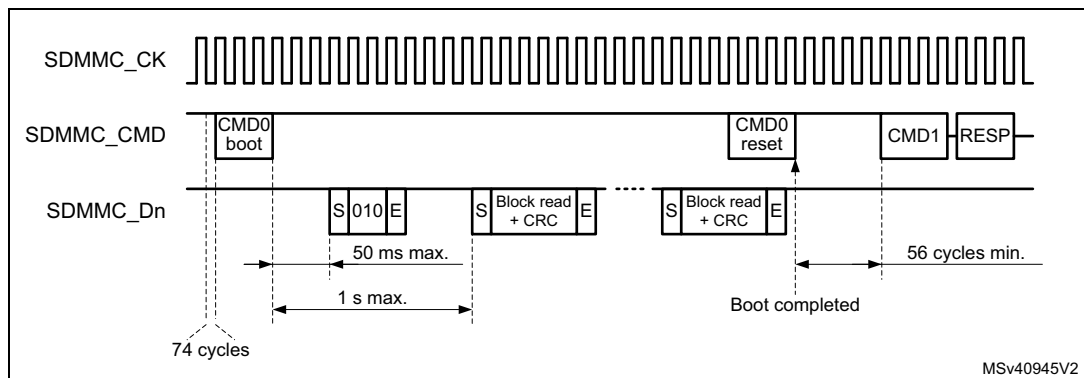 SDMMC_CK
SDMMC_CMD
CMD0
boot
CMD0
reset
CMD1
RESP
SDMMC_Dn
S
010
E
S
Block read
+ CRC
E
S
Block read
+ CRC
E
50 ms max.
56 cycles min.
1 s max.
Boot completed
74 cycles
MSv40945V2